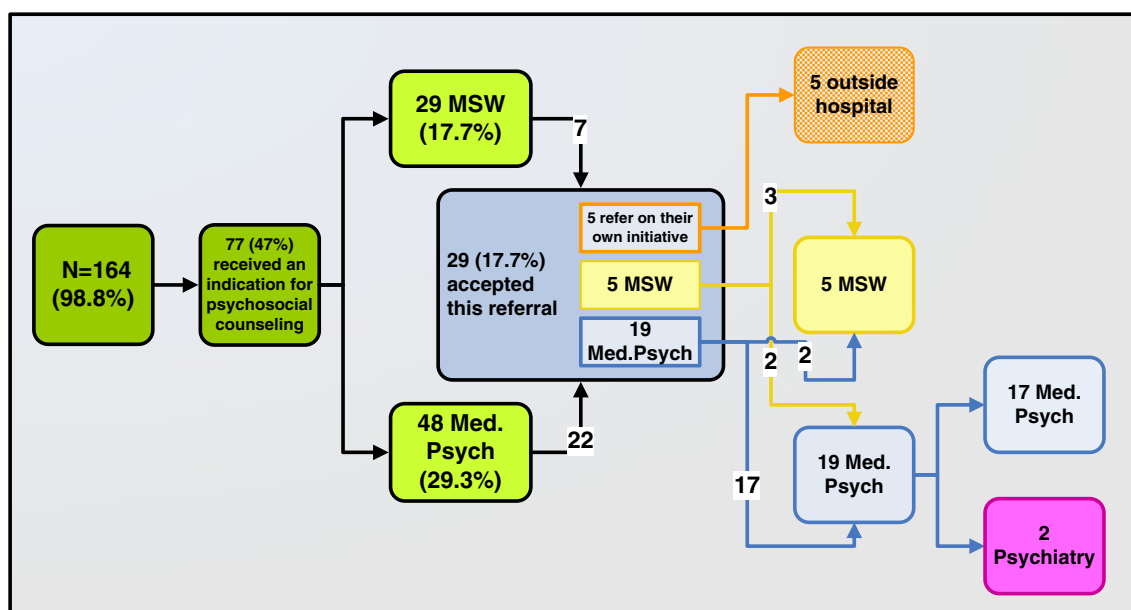 N=164
(98.8%)
77 (47%)
received an
indication for
psychosocial
counseling
29 MSW
(17.7%)
48 Med.
Psych
(29.3%)
7
22
29 (17.7%)
accepted
this referral
5 refer on their
own initiative
5 MSW
19
Med.Psych
3
2
2
17
5 outside
hospital
5 MSW
19 Med.
Psych
17 Med.
Psych
2
Psychiatry